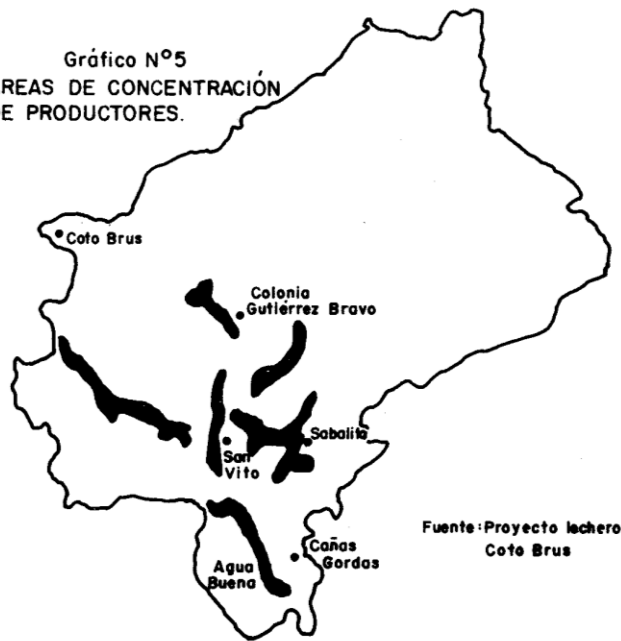 Gráfico Nº5
REAS DE CONCENTRACIÓN
E PRODUCTORES.
Coto Brus
Colonia
Gutiérrez Bravo
Sabalito
San
Vito
Cañas
Gordas
Agua
Buena
Fuente: Proyecto lechero
Coto Brus